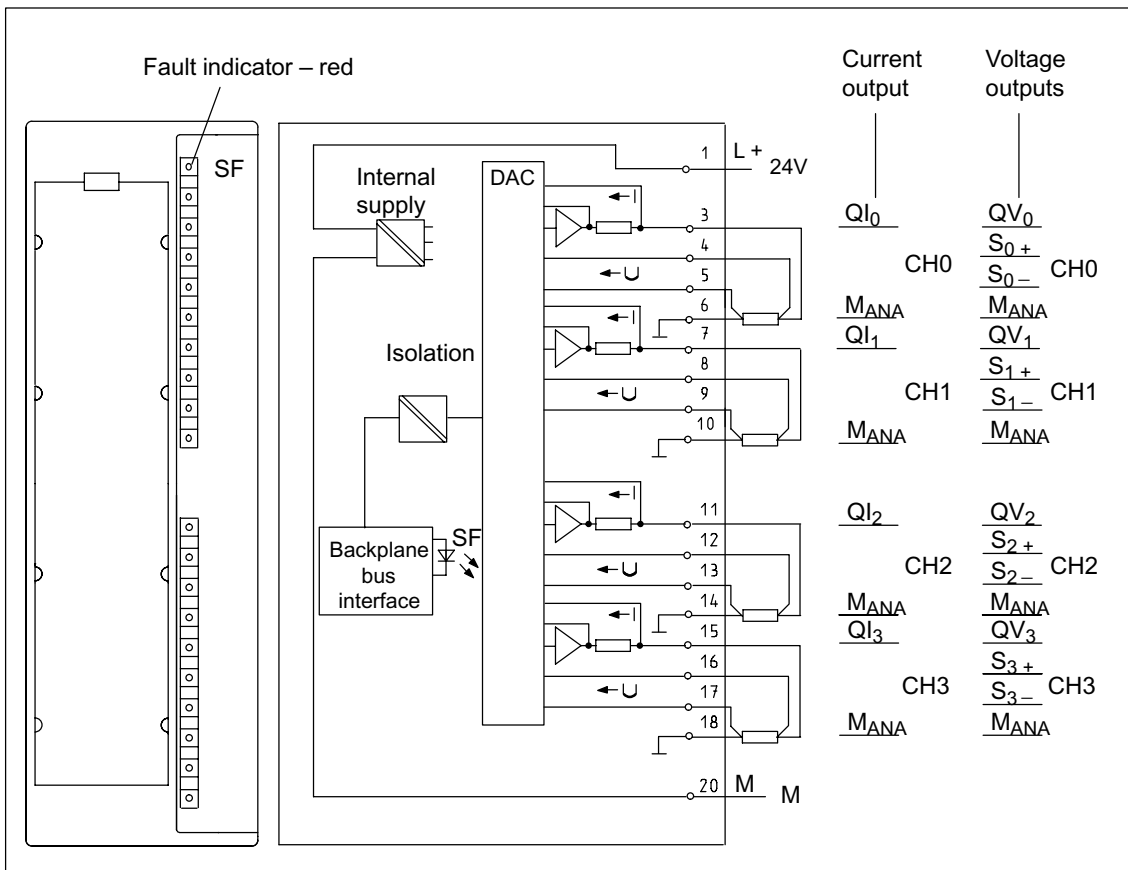 Fault indicator – red
SF
Current output
Voltage outputs
1 L + 24V
Internal supply
DAC
I
3 QI0 QV0
4 S0 +
CH0 CH0
U
5 S0 –
6 MANA MANA
I
7 QI1 QV1
Isolation
8 S1 +
CH1 CH1
U
9 S1 –
10 MANA MANA
I
11 QI2 QV2
12 S2 +
CH2 CH2
U
13 S2 –
14 MANA MANA
Backplane bus interface
SF
I
15 QI3 QV3
16 S3 +
CH3 CH3
U
17 S3 –
18 MANA MANA
20 M M